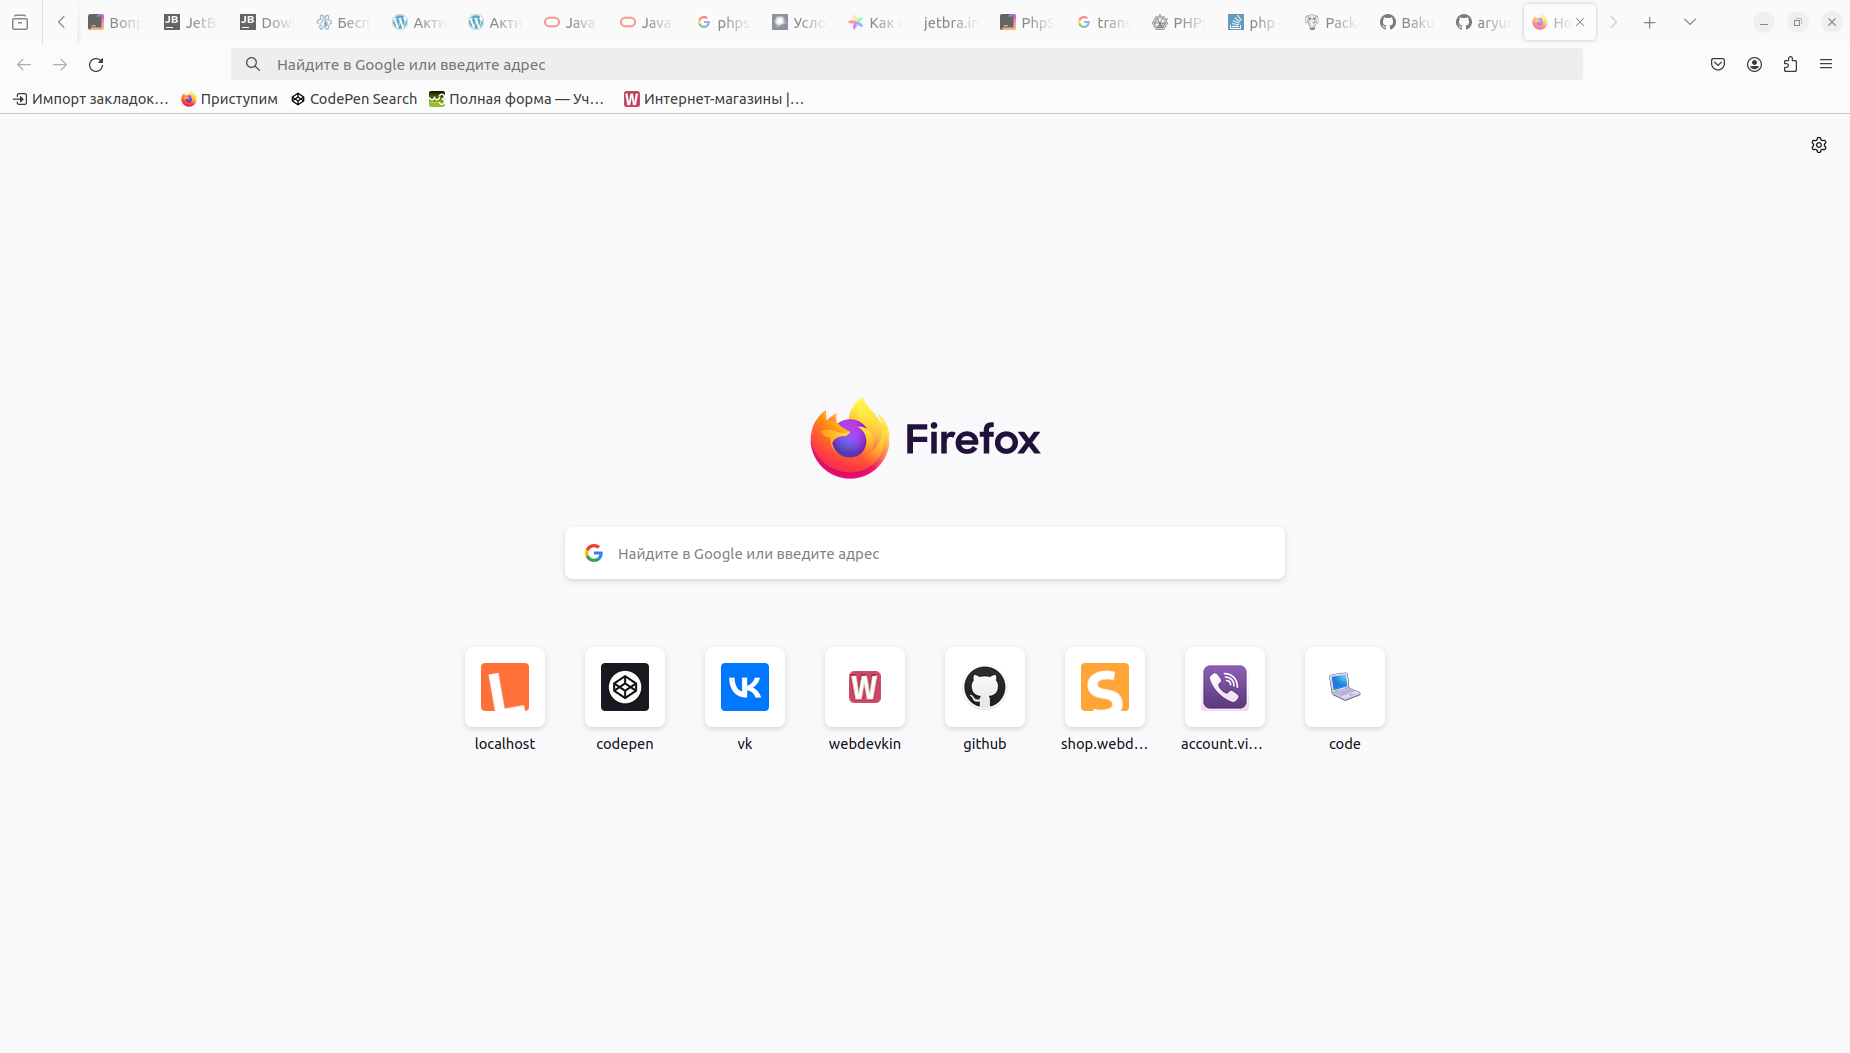 Вопр JetB Dow Бесп Акти Акти Java Java phps Усло Как jetbra.in PhpS trans PHP: php - Pack Baku aryu Но
Найдите в Google или введите адрес
Импорт закладок… Приступим CodePen Search Полная форма — Уч… Интернет-магазины |…
Firefox
Найдите в Google или введите адрес
localhost codepen vk webdevkin github shop.webd… account.vi… code